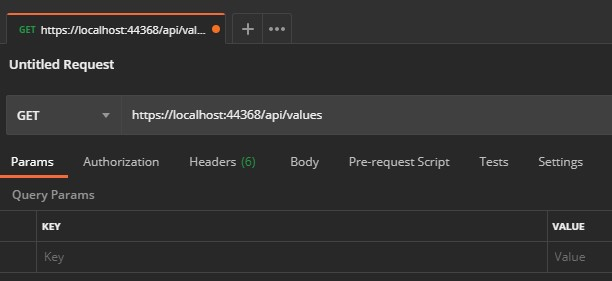 GET https://localhost:44368/api/val...
Untitled Request
GET https://localhost:44368/api/values
Params Authorization Headers (6) Body Pre-request Script Tests Settings
Query Params
KEY VALUE
Key Value